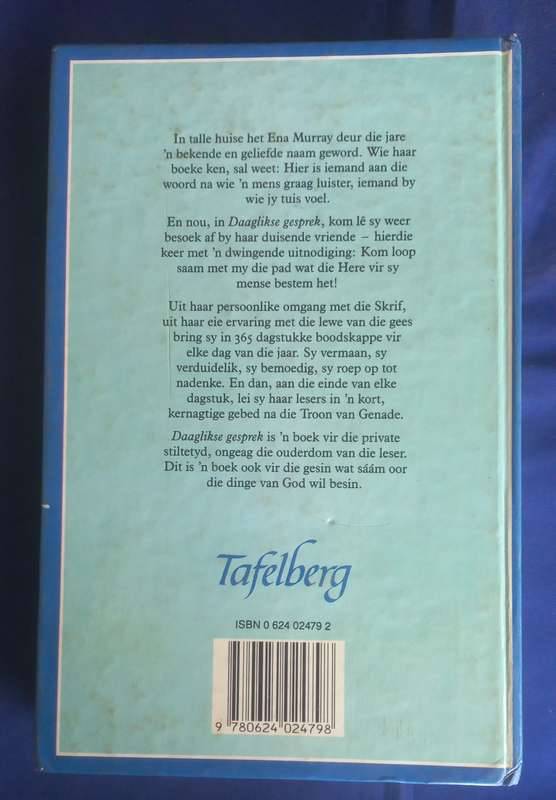 In talle huise het Ena Murray deur die jare
'n bekende en geliefde naam geword. Wie haar
boeke ken, sal weet: Hier is iemand aan die
woord na wie 'n mens graag luister, iemand by
wie jy tuis voel.
En nou, in Daaglikse gesprek, kom lê sy weer
besoek af by haar duisende vriende – hierdie
keer met 'n dwingende uitnodiging: Kom loop
saam met my die pad wat die Here vir sy
mense bestem het!
Uit haar persoonlike omgang met die Skrif,
uit haar eie ervaring met die lewe van die gees
bring sy in 365 dagstukke boodskappe vir
elke dag van die jaar. Sy vermaan, sy
verduidelik, sy bemoedig, sy roep op tot
nadenke. En dan, aan die einde van elke
dagstuk, lei sy haar lesers in 'n kort,
kernagtige gebed na die Troon van Genade.
Daaglikse gesprek is 'n boek vir die private
stiltetyd, ongeag die ouderdom van die leser.
Dit is 'n boek ook vir die gesin wat sáám oor
die dinge van God wil besin.
Tafelberg
ISBN 0 624 02479 2
9 780624 024798